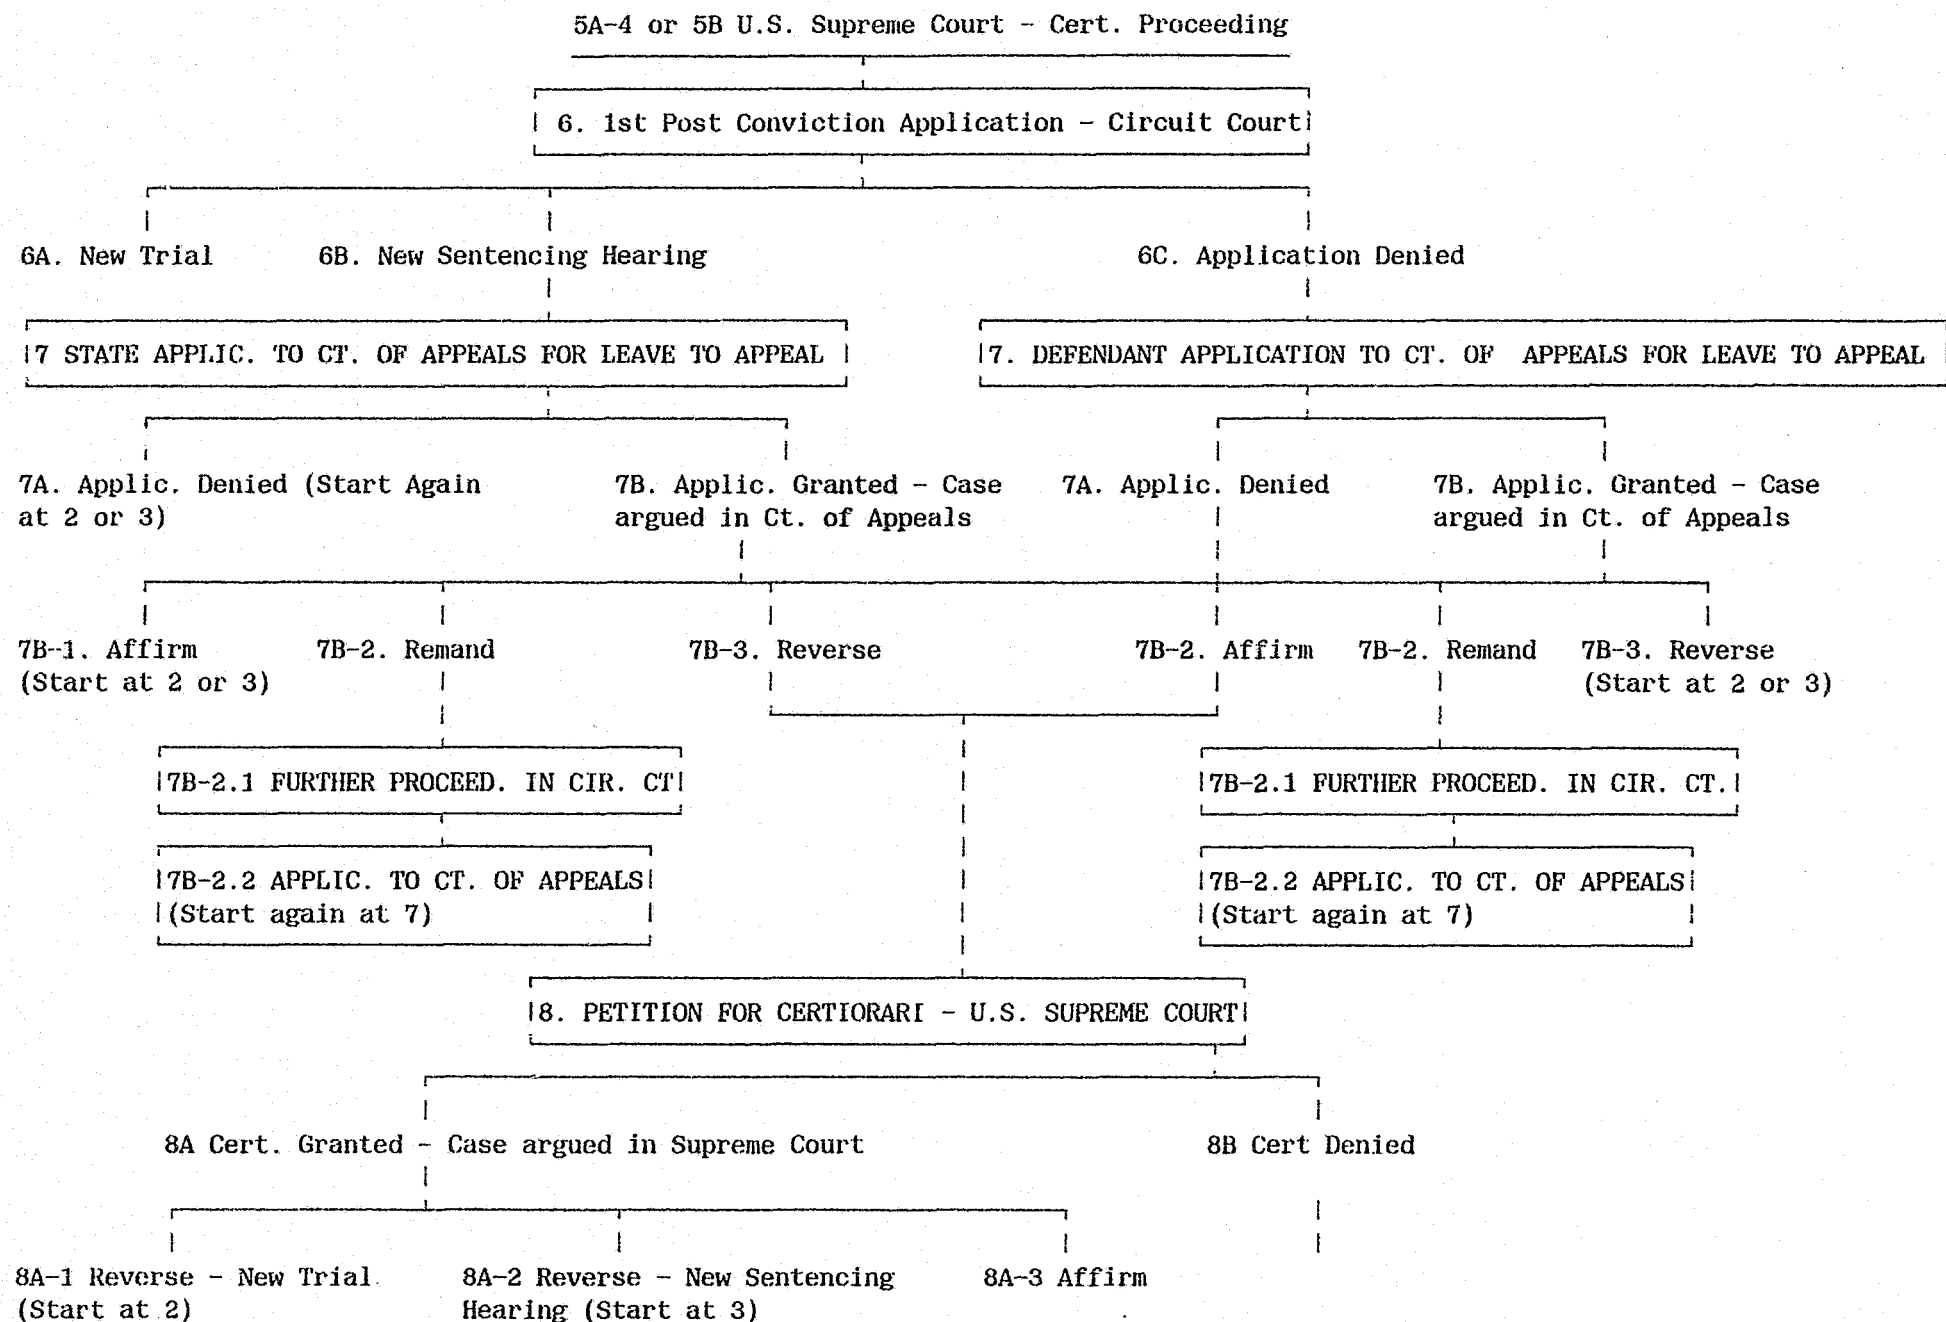 5A-4 or 5B U.S. Supreme Court - Cert. Proceeding
6. 1st Post Conviction Application - Circuit Court
6A. New Trial
6B. New Sentencing Hearing
6C. Application Denied
7 STATE APPLIC. TO CT. OF APPEALS FOR LEAVE TO APPEAL
7. DEFENDANT APPLICATION TO CT. OF APPEALS FOR LEAVE TO APPEAL
7A. Applic. Denied (Start Again
at 2 or 3)
7B. Applic. Granted - Case
argued in Ct. of Appeals
7A. Applic. Denied
7B. Applic. Granted - Case
argued in Ct. of Appeals
7B-1. Affirm
(Start at 2 or 3)
7B-2. Remand
7B-3. Reverse
7B-2. Affirm
7B-2. Remand
7B-3. Reverse
(Start at 2 or 3)
7B-2.1 FURTHER PROCEED. IN CIR. CT
7B-2.1 FURTHER PROCEED. IN CIR. CT.
7B-2.2 APPLIC. TO CT. OF APPEALS
(Start again at 7)
7B-2.2 APPLIC. TO CT. OF APPEALS
(Start again at 7)
8. PETITION FOR CERTIORARI - U.S. SUPREME COURT
8A Cert. Granted - Case argued in Supreme Court
8B Cert Denied
8A-1 Reverse - New Trial
(Start at 2)
8A-2 Reverse - New Sentencing
Hearing (Start at 3)
8A-3 Affirm